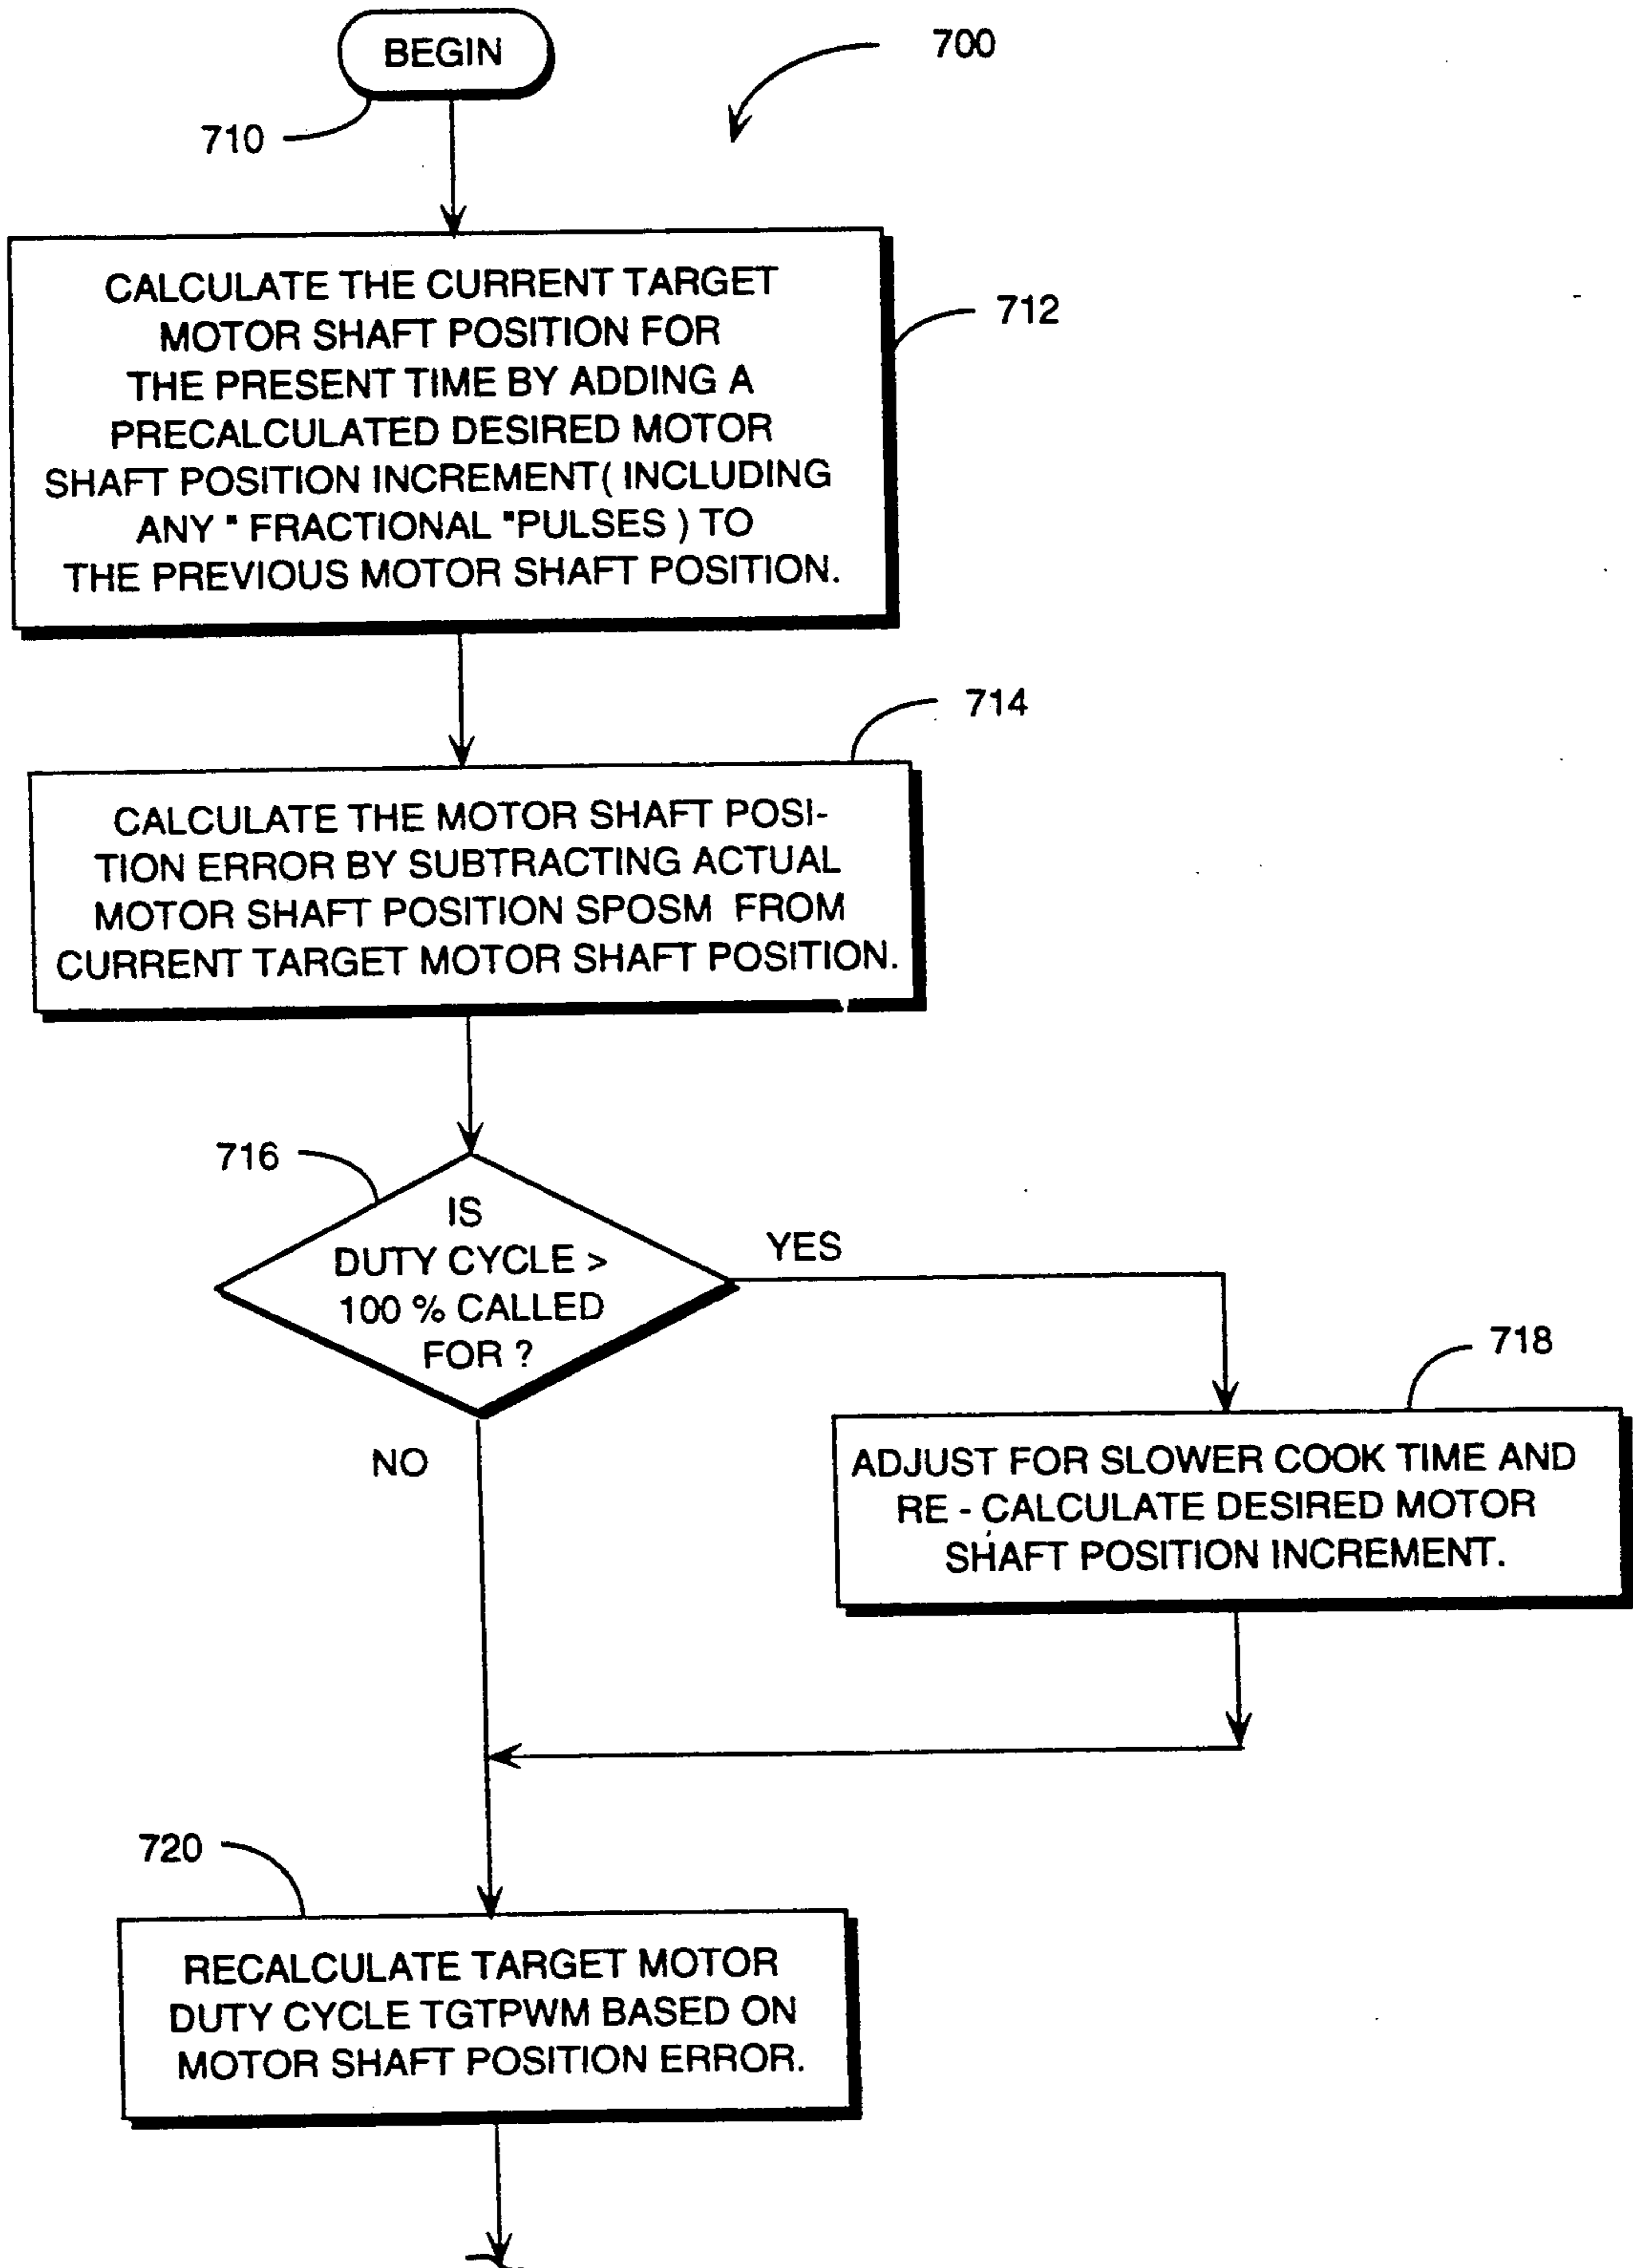 BEGIN
700
710
CALCULATE THE CURRENT TARGET
MOTOR SHAFT POSITION FOR
THE PRESENT TIME BY ADDING A
PRECALCULATED DESIRED MOTOR
SHAFT POSITION INCREMENT( INCLUDING
ANY " FRACTIONAL "PULSES ) TO
THE PREVIOUS MOTOR SHAFT POSITION.
712
714
CALCULATE THE MOTOR SHAFT POSI-
TION ERROR BY SUBTRACTING ACTUAL
MOTOR SHAFT POSITION SPOSM FROM
CURRENT TARGET MOTOR SHAFT POSITION.
716
IS
DUTY CYCLE >
100 % CALLED
FOR ?
YES
NO
718
ADJUST FOR SLOWER COOK TIME AND
RE - CALCULATE DESIRED MOTOR
SHAFT POSITION INCREMENT.
720
RECALCULATE TARGET MOTOR
DUTY CYCLE TGTPWM BASED ON
MOTOR SHAFT POSITION ERROR.